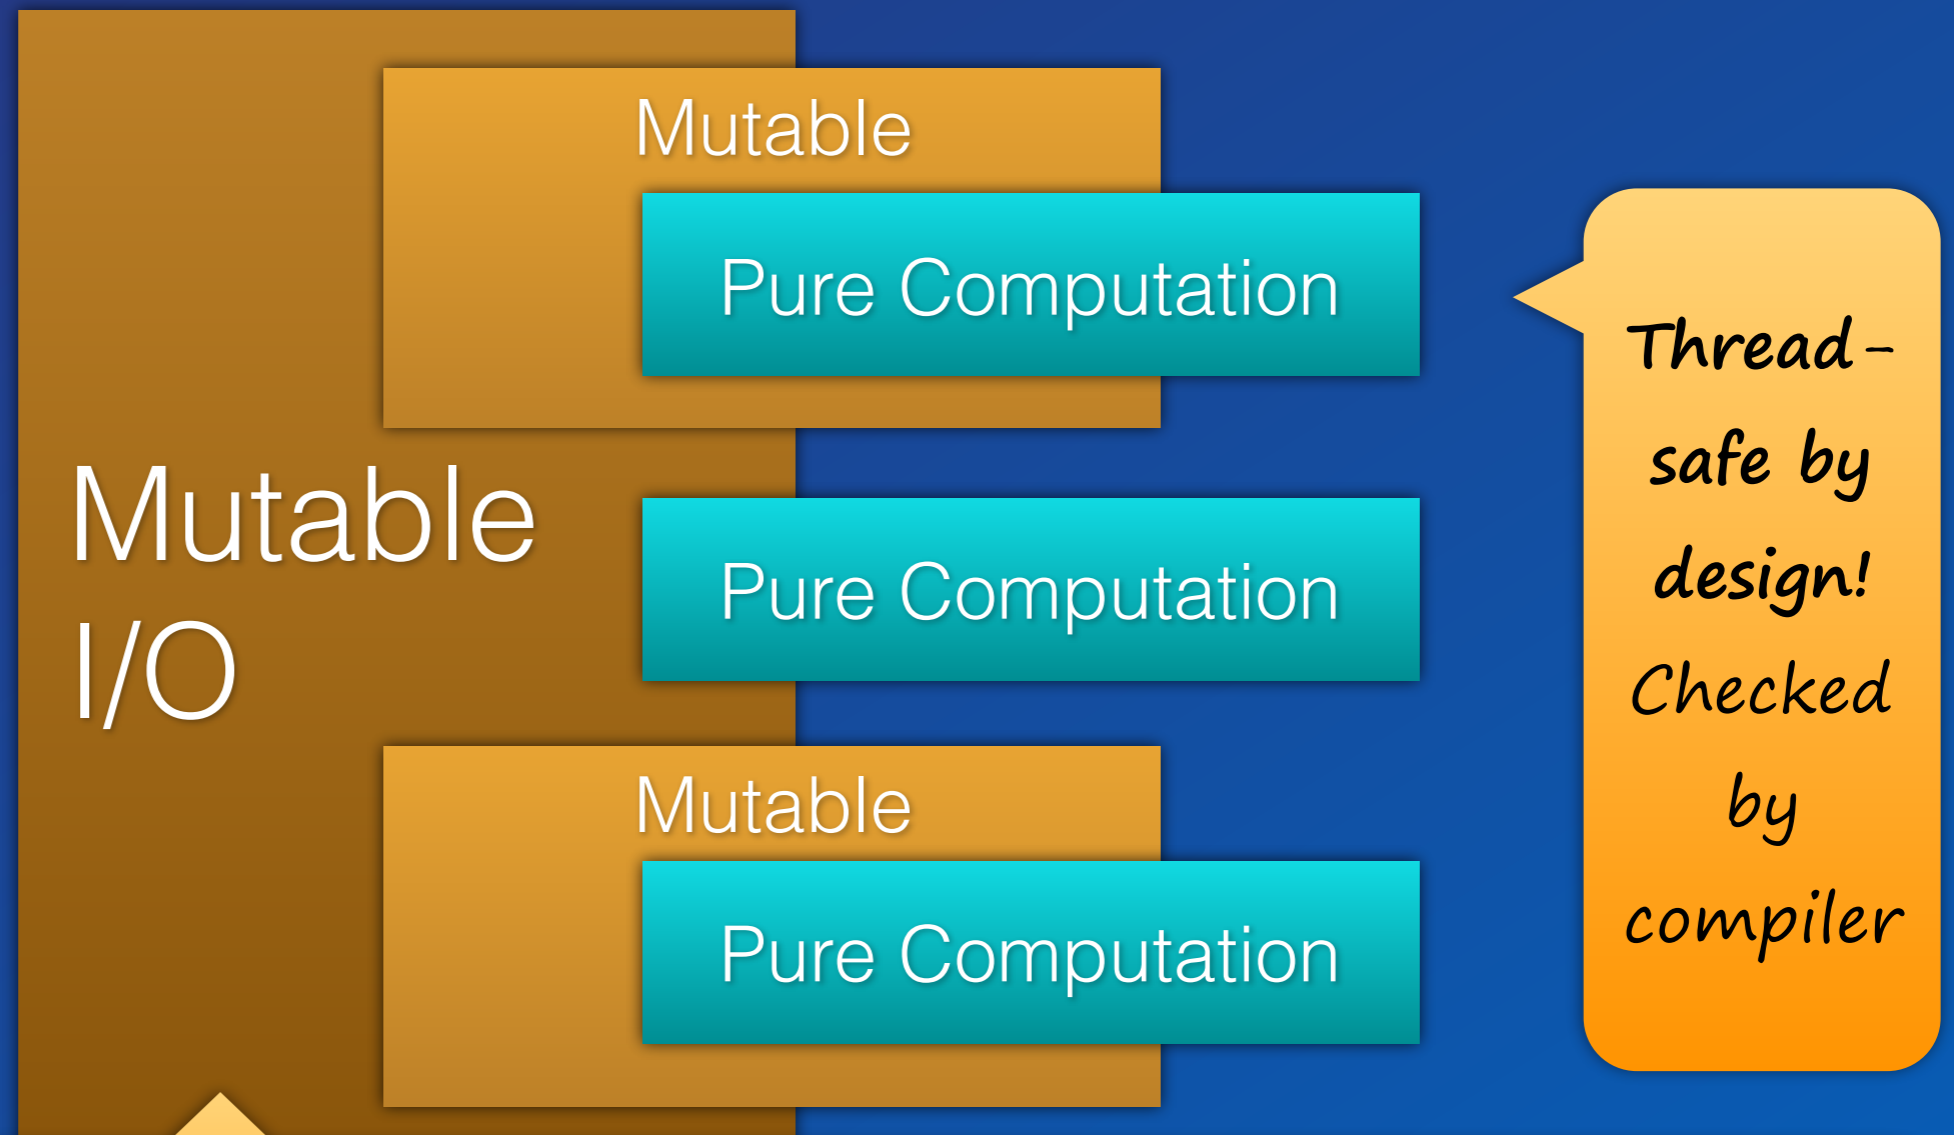 Mutable
Pure Computation
Mutable
I/O
Pure Computation
Mutable
Pure Computation
Thread-
safe by
design!
Checked
by
compiler